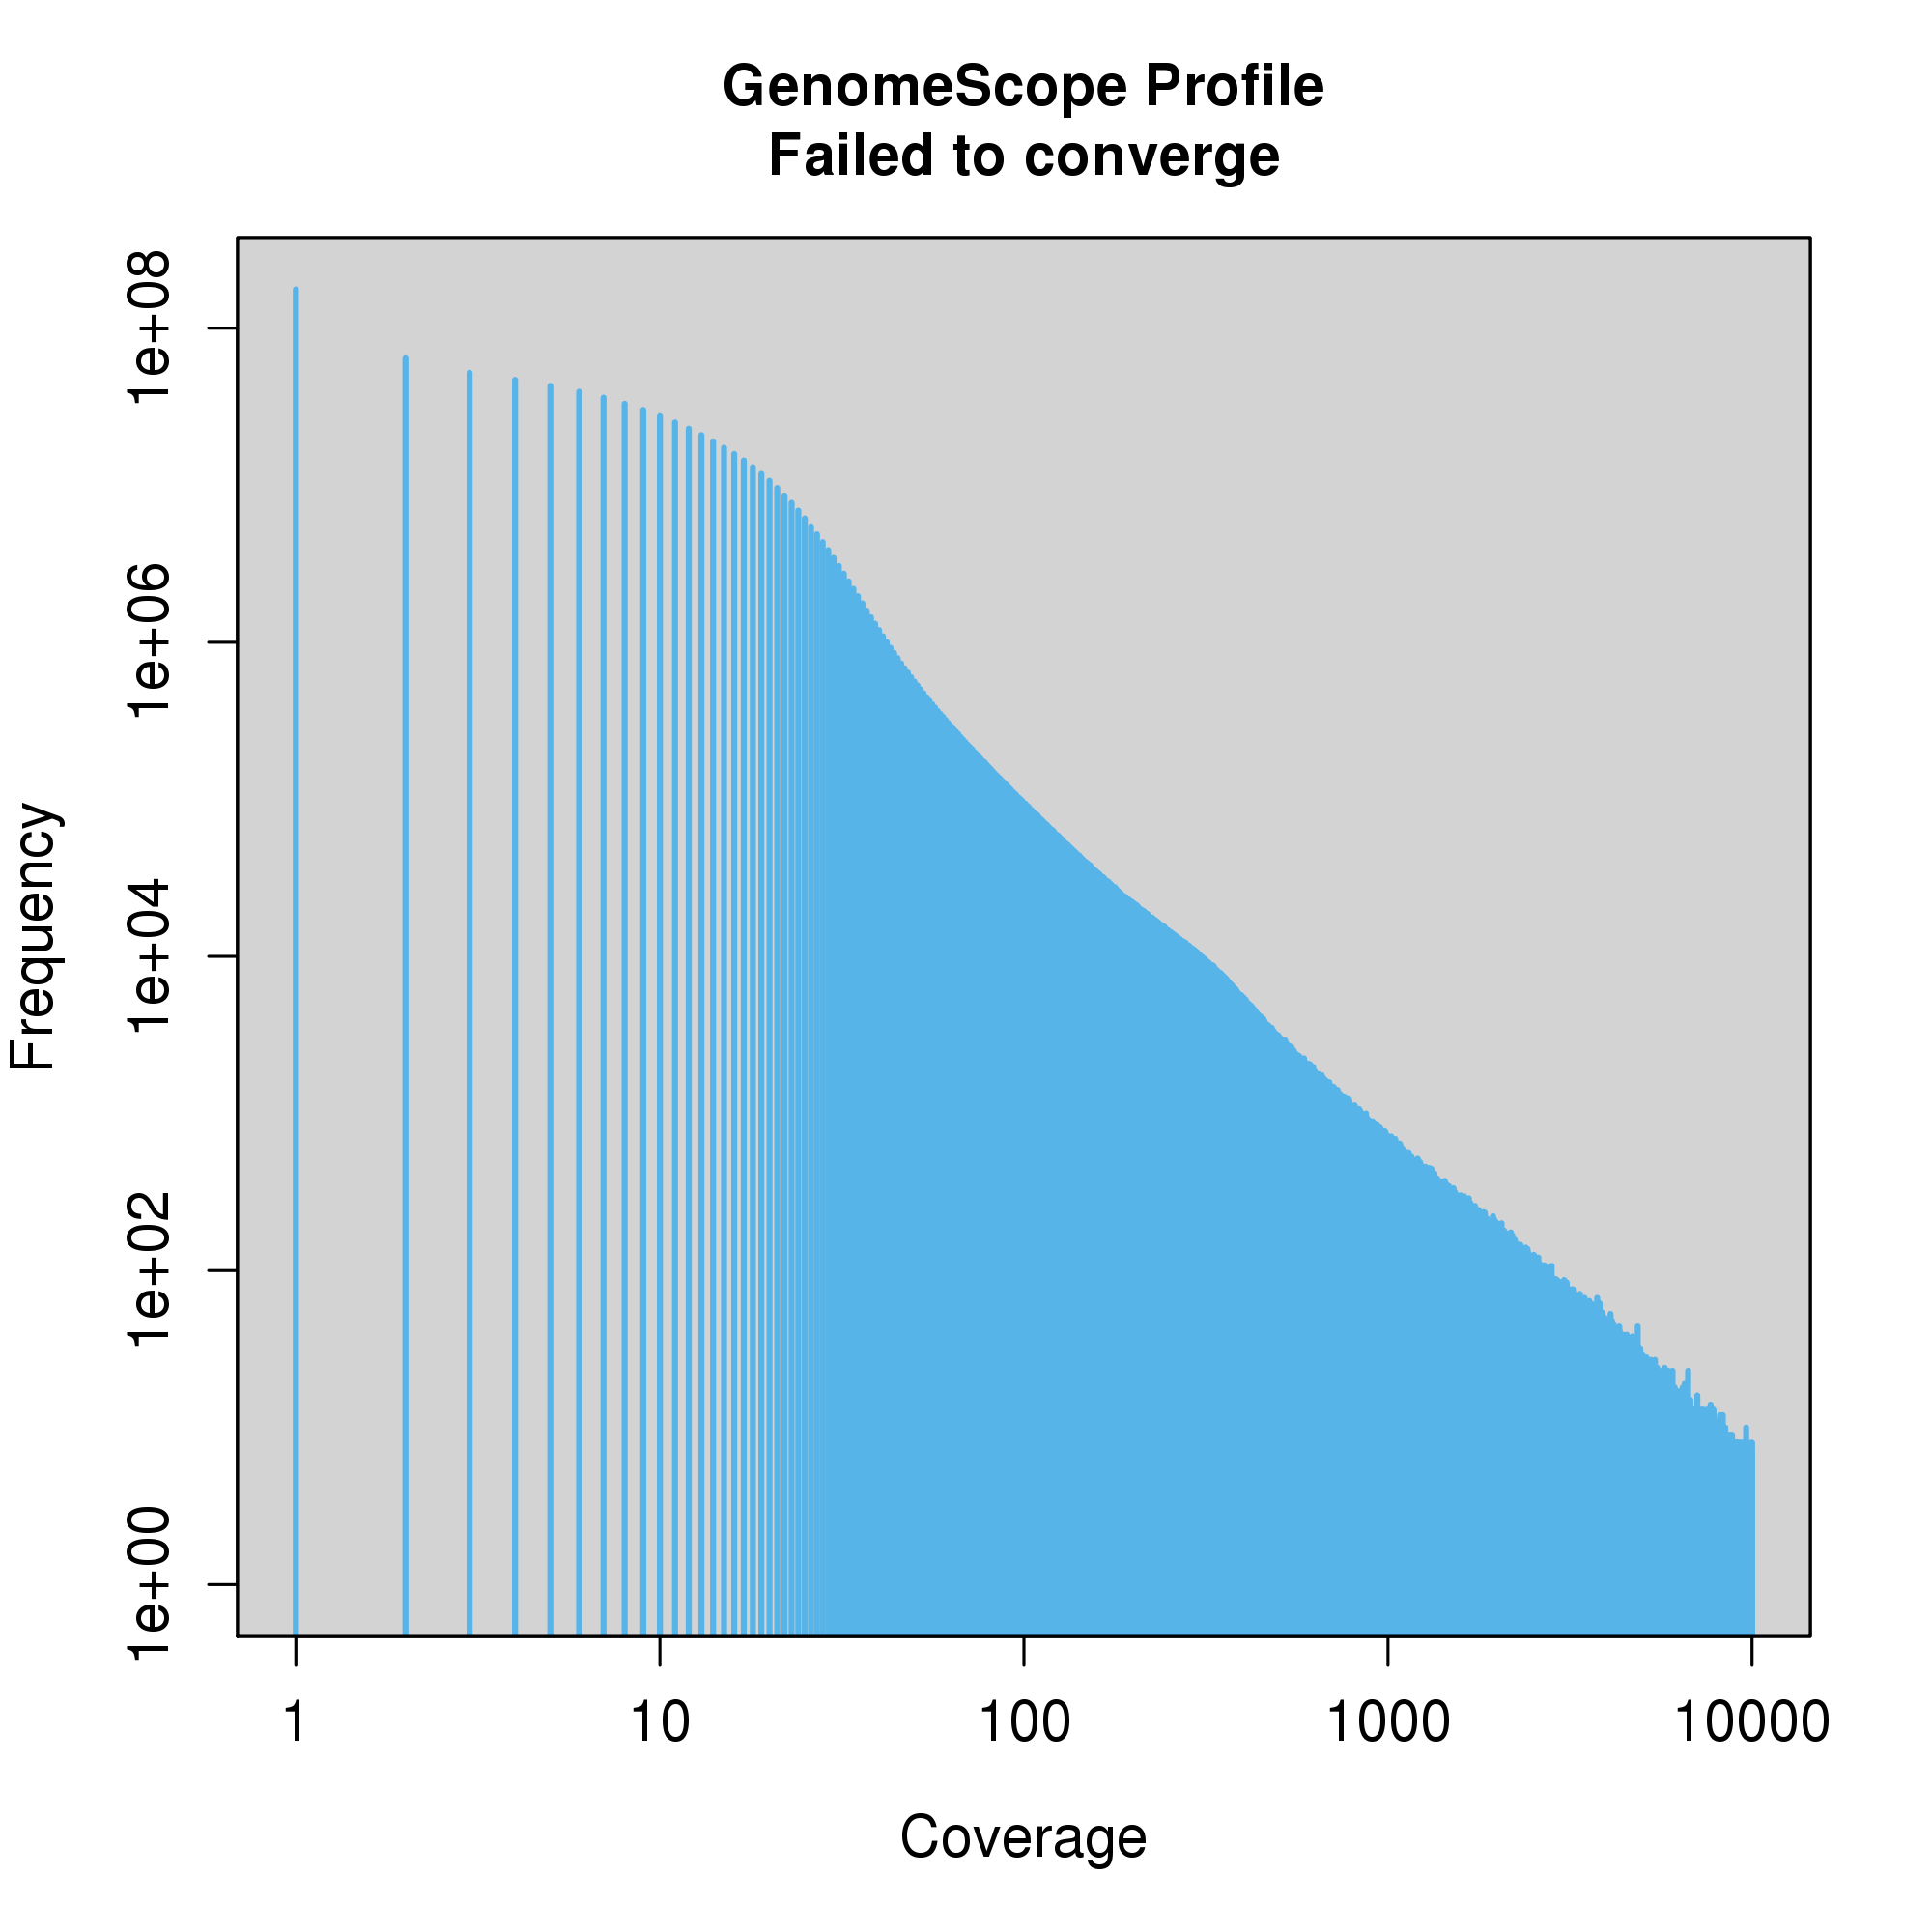 GenomeScope Profile
Failed to converge
Frequency
1e+08
1e+06
1e+04
1e+02
1e+00
1
10
100
1000
10000
Coverage